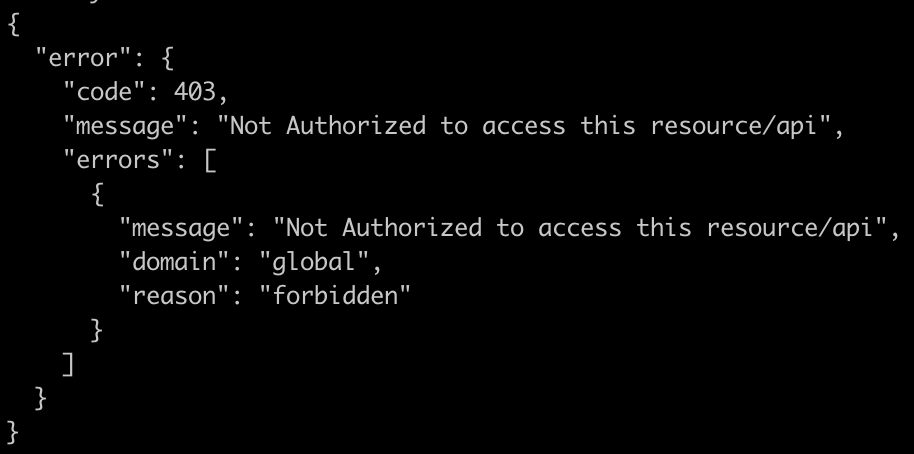 {
  "error": {
    "code": 403,
    "message": "Not Authorized to access this resource/api",
    "errors": [
      {
        "message": "Not Authorized to access this resource/api",
        "domain": "global",
        "reason": "forbidden"
      }
    ]
  }
}